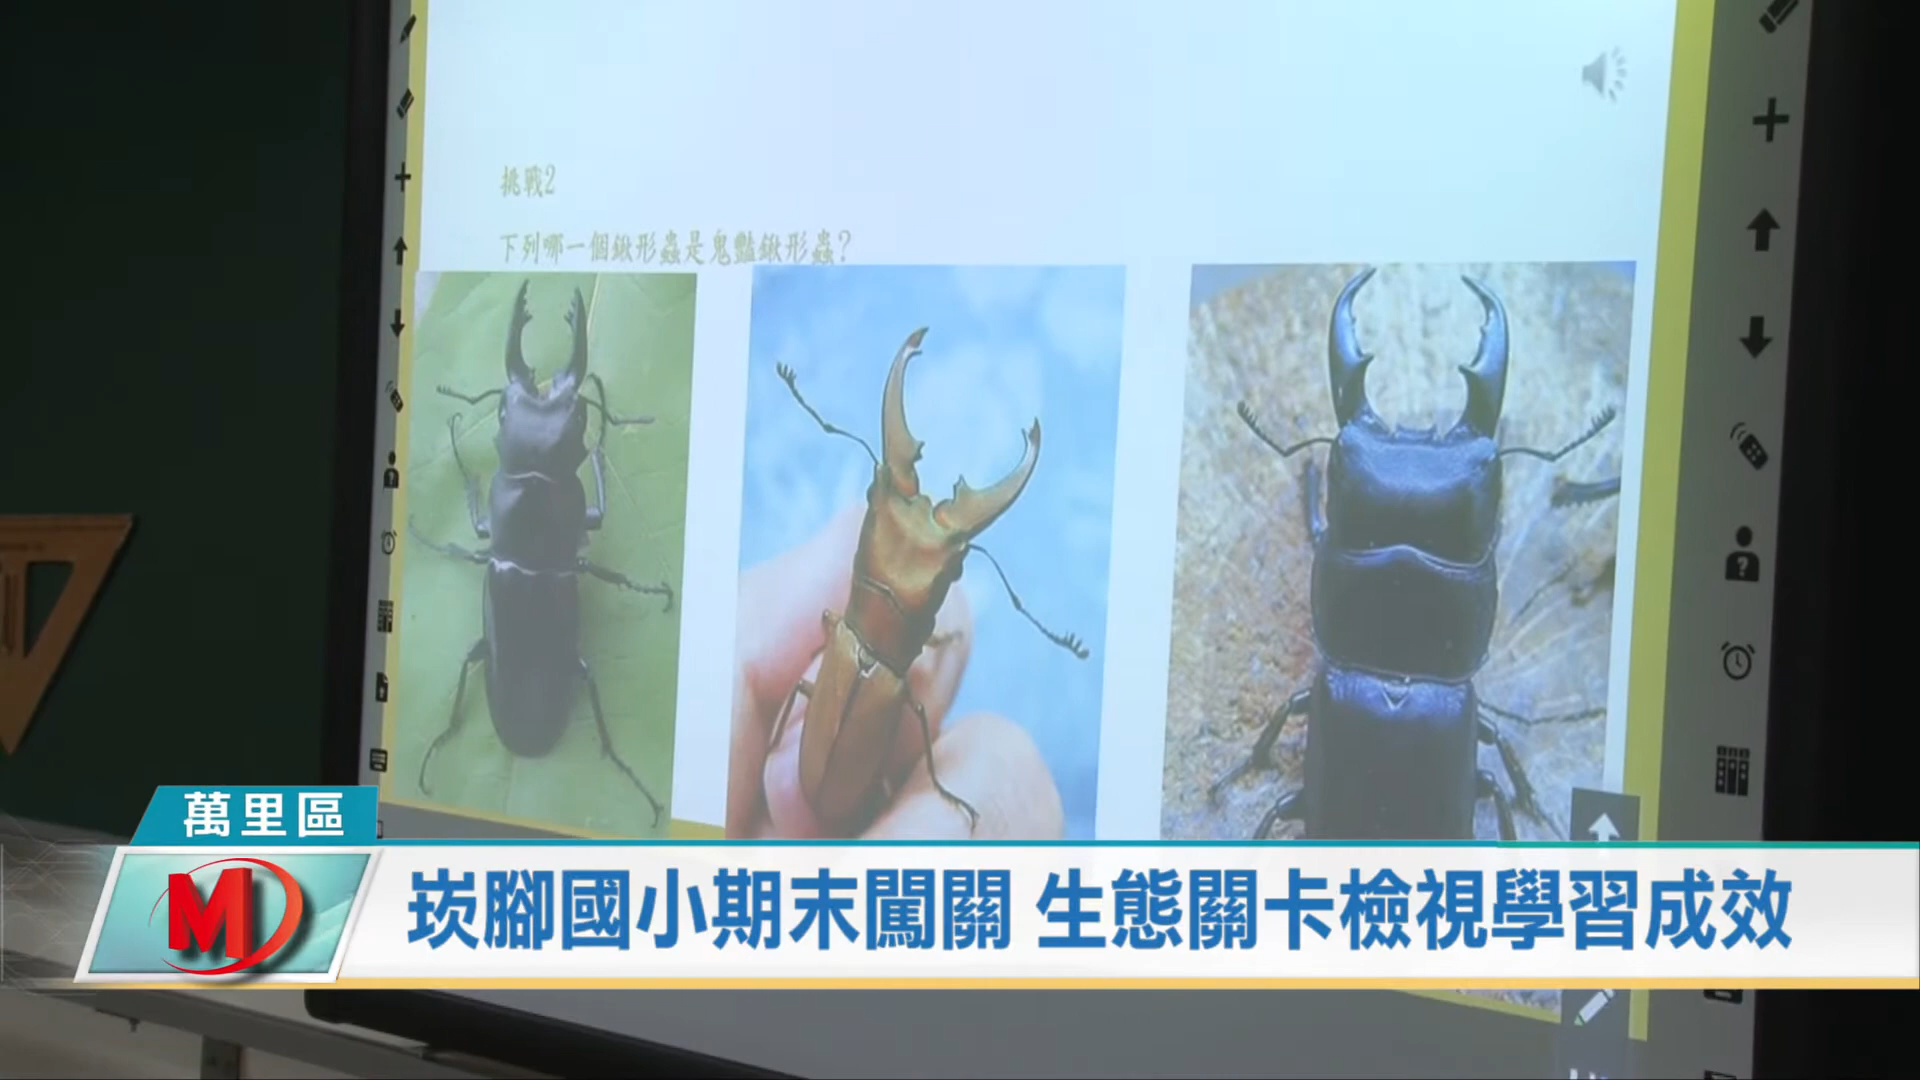 挑戰2
下列哪一個鍬形蟲是鬼豔鍬形蟲?
萬里區
M
崁腳國小期末闖關 生態關卡檢視學習成效